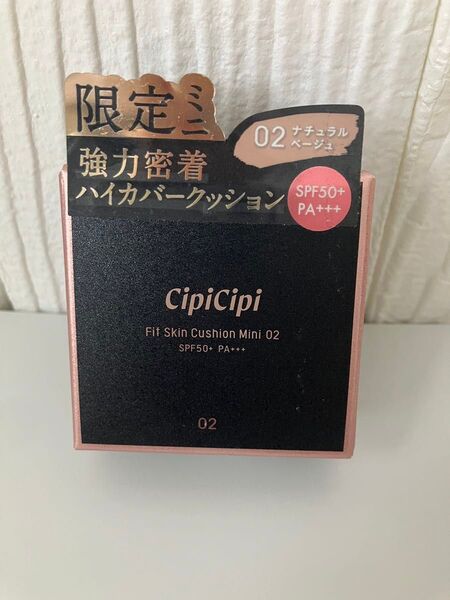 限定ミニ
強力密着
ハイカバークッション
02 ナチュラル
ベージュ
SPF50+
PA+++
CipiCipi
Fit Skin Cushion Mini 02
SPF50+ PA+++
02